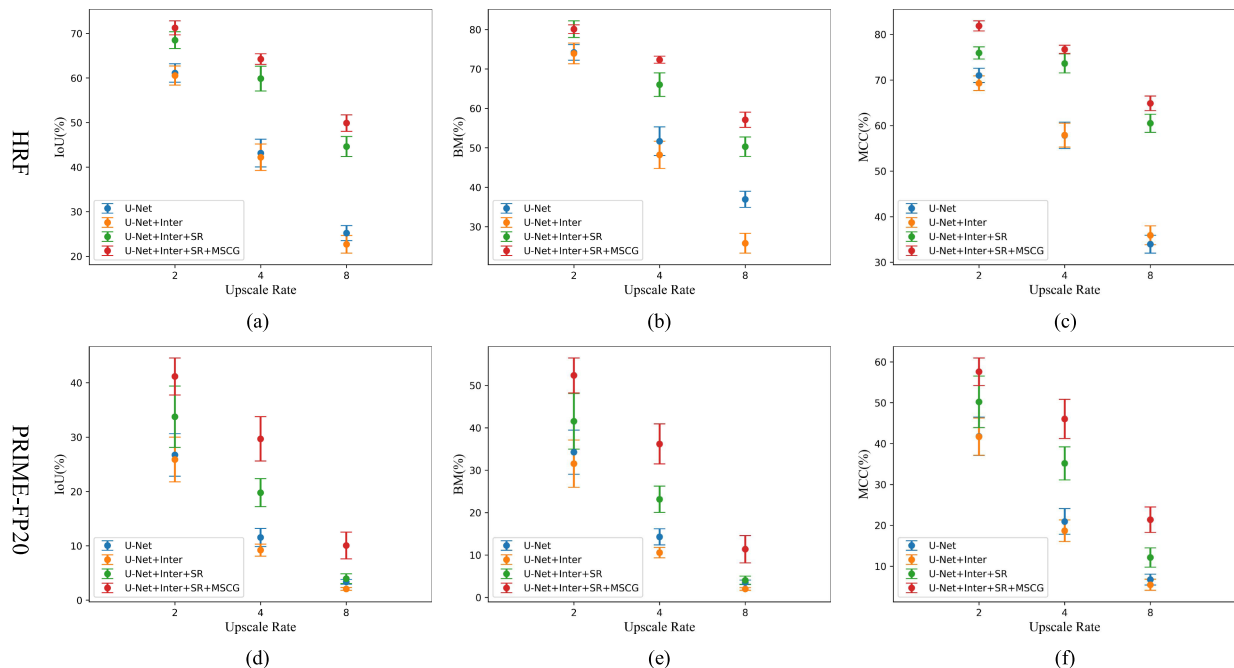 HRF
IoU(%)
70
60
50
40
30
20
U-Net
U-Net+Inter
U-Net+Inter+SR
U-Net+Inter+SR+MSCG
2
4
8
Upscale Rate
(a)
BM(%)
80
70
60
50
40
30
U-Net
U-Net+Inter
U-Net+Inter+SR
U-Net+Inter+SR+MSCG
2
4
8
Upscale Rate
(b)
MCC(%)
80
70
60
50
40
30
U-Net
U-Net+Inter
U-Net+Inter+SR
U-Net+Inter+SR+MSCG
2
4
8
Upscale Rate
(c)
PRIME-FP20
IoU(%)
40
30
20
10
0
U-Net
U-Net+Inter
U-Net+Inter+SR
U-Net+Inter+SR+MSCG
2
4
8
Upscale Rate
(d)
BM(%)
50
40
30
20
10
0
U-Net
U-Net+Inter
U-Net+Inter+SR
U-Net+Inter+SR+MSCG
2
4
8
Upscale Rate
(e)
MCC(%)
60
50
40
30
20
10
U-Net
U-Net+Inter
U-Net+Inter+SR
U-Net+Inter+SR+MSCG
2
4
8
Upscale Rate
(f)